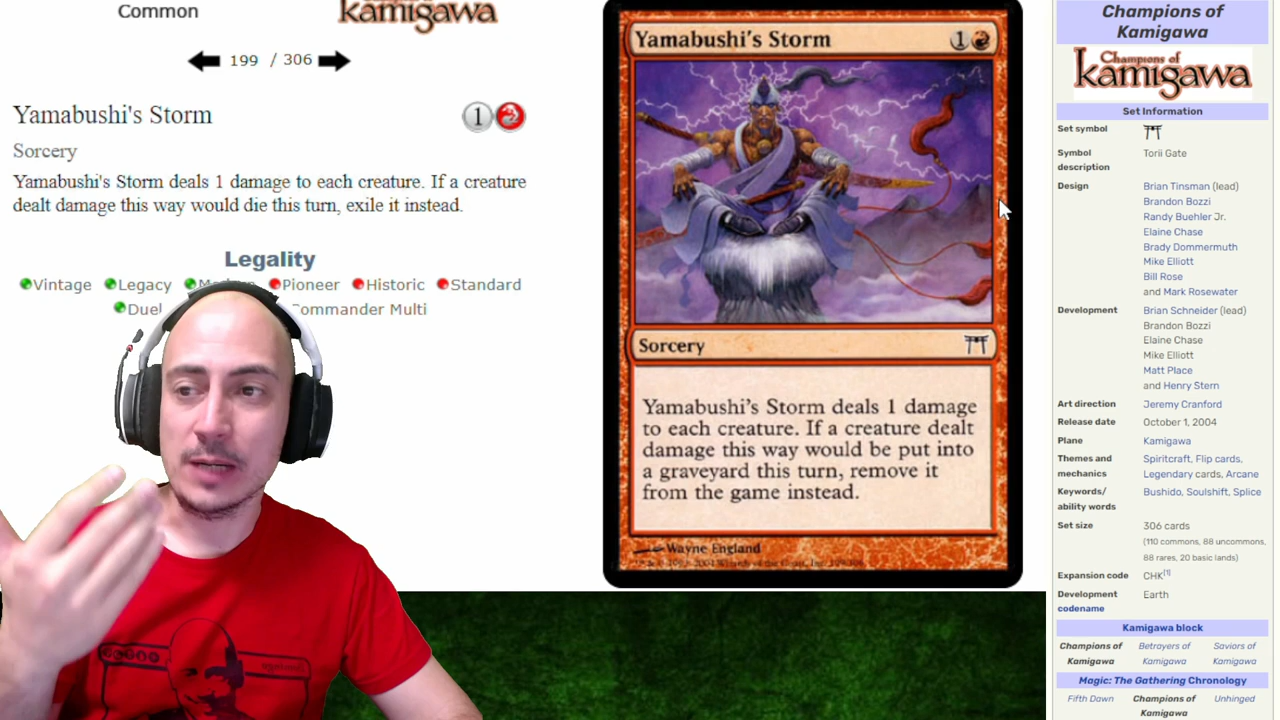 Common
kamigawa
199 / 306
Yamabushi's Storm
1
Sorcery
Yamabushi's Storm deals 1 damage to each creature. If a creature
dealt damage this way would die this turn, exile it instead.
Legality
Vintage Legacy Pioneer Historic Standard
Duel Commander Multi
Yamabushi's Storm 1
Sorcery
Yamabushi's Storm deals 1 damage
to each creature. If a creature dealt
damage this way would be put into
a graveyard this turn, remove it
from the game instead.
Wayne England
Champions of
Kamigawa
Champions of
kamigawa
Set Information
Set symbol
Symbol description Torii Gate
Design Brian Tinsman (lead)
Brandon Bozzi
Randy Buehler Jr.
Elaine Chase
Brady Dommermuth
Mike Elliott
Bill Rose
and Mark Rosewater
Development Brian Schneider (lead)
Brandon Bozzi
Elaine Chase
Mike Elliott
Matt Place
and Henry Stern
Art direction Jeremy Cranford
Release date October 1, 2004
Plane Kamigawa
Themes and mechanics Spiritcraft, Flip cards,
Legendary cards, Arcane
Keywords/ ability words Bushido, Soulshift, Splice
Set size 306 cards
(110 commons, 88 uncommons,
88 rares, 20 basic lands)
Expansion code CHK[1]
Development codename Earth
Kamigawa block
Champions of Kamigawa Betrayers of Kamigawa Saviors of Kamigawa
Magic: The Gathering Chronology
Fifth Dawn Champions of Kamigawa Unhinged